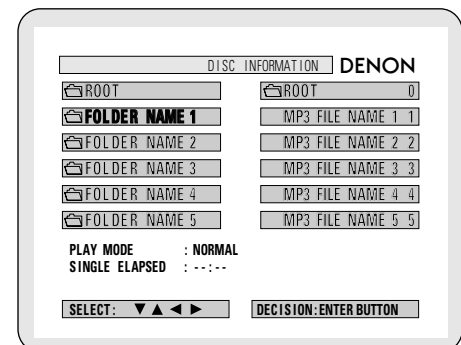 DISC INFORMATION DENON
ROOT ROOT 0
FOLDER NAME 1 MP3 FILE NAME 1 1
FOLDER NAME 2 MP3 FILE NAME 2 2
FOLDER NAME 3 MP3 FILE NAME 3 3
FOLDER NAME 4 MP3 FILE NAME 4 4
FOLDER NAME 5 MP3 FILE NAME 5 5
PLAY MODE : NORMAL
SINGLE ELAPSED : --:--
SELECT: ▼ ▲ ◄ ► DECISION:ENTER BUTTON